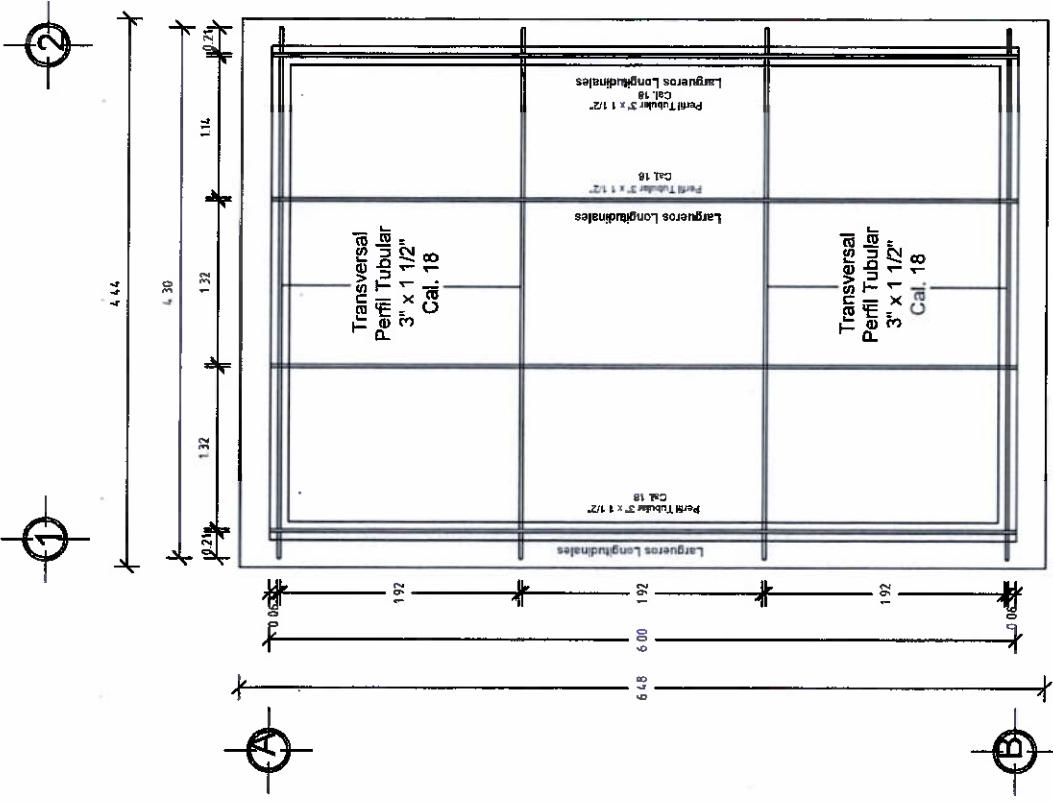 2
1
4.44
4.30
0.21
1.14
1.32
1.32
0.21
Largueros Longitudinales
Perfil Tubular 3" x 1 1/2"
Cal. 18
Perfil Tubular 3" x 1 1/2"
Cal. 18
Largueros Longitudinales
Transversal
Perfil Tubular
3" x 1 1/2"
Cal. 18
Transversal
Perfil Tubular
3" x 1 1/2"
Cal. 18
Perfil Tubular 3" x 1 1/2"
Cal. 18
Largueros Longitudinales
0.06
1.92
1.92
1.92
0.06
6.00
6.48
A
B